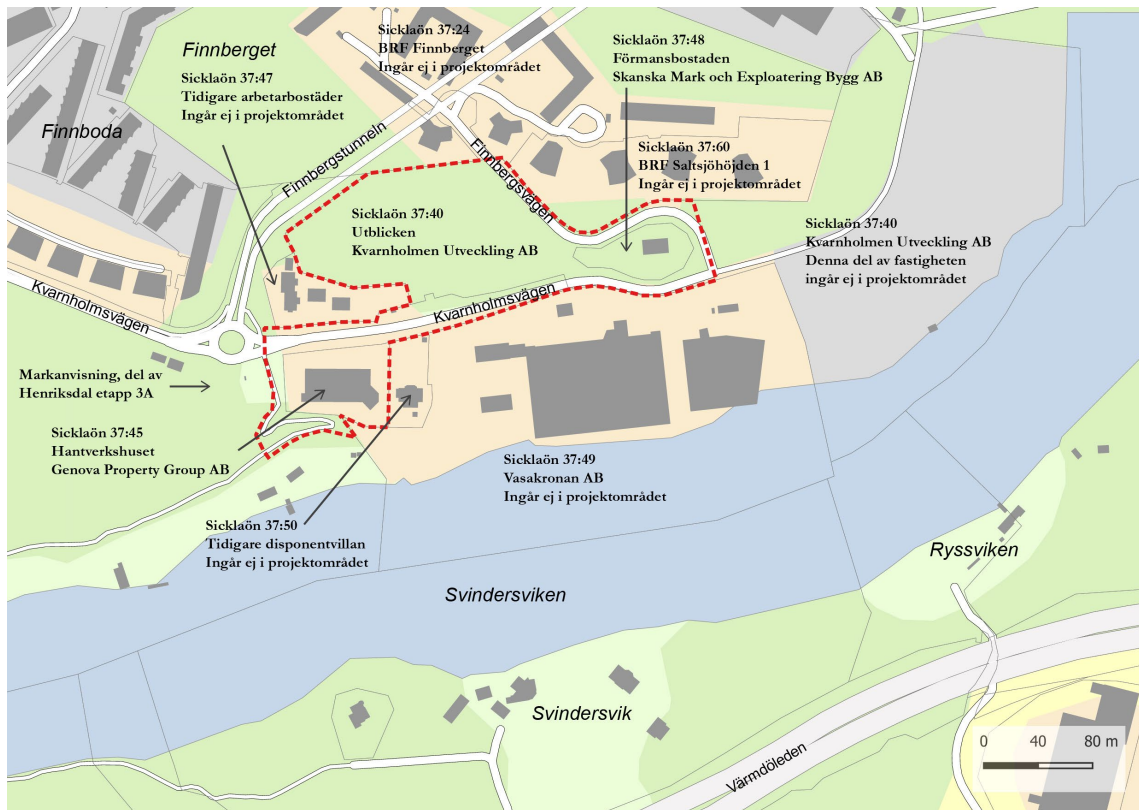 Sicklaön 37:24
BRF Finnberget
Ingår ej i projektområdet
Sicklaön 37:48
Förmansbostaden
Skanska Mark och Exploatering Bygg AB
Finnberget
Sicklaön 37:47
Tidigare arbetarbostäder
Ingår ej i projektområdet
Finnboda
Finnbergstunneln
Finnbergsvägen
Sicklaön 37:60
BRF Saltsjöhöjden 1
Ingår ej i projektområdet
Sicklaön 37:40
Utblicken
Kvarnholmen Utveckling AB
Sicklaön 37:40
Kvarnholmen Utveckling AB
Denna del av fastigheten
ingår ej i projektområdet
Kvarnholmsvägen
Kvarnholmsvägen
Markanvisning, del av
Henriksdal etapp 3A
Sicklaön 37:45
Hantverkshuset
Genova Property Group AB
Sicklaön 37:49
Vasakronan AB
Ingår ej i projektområdet
Sicklaön 37:50
Tidigare disponentvillan
Ingår ej i projektområdet
Ryssviken
Svindersviken
Svindersvik
Värmdöleden
0 40 80 m